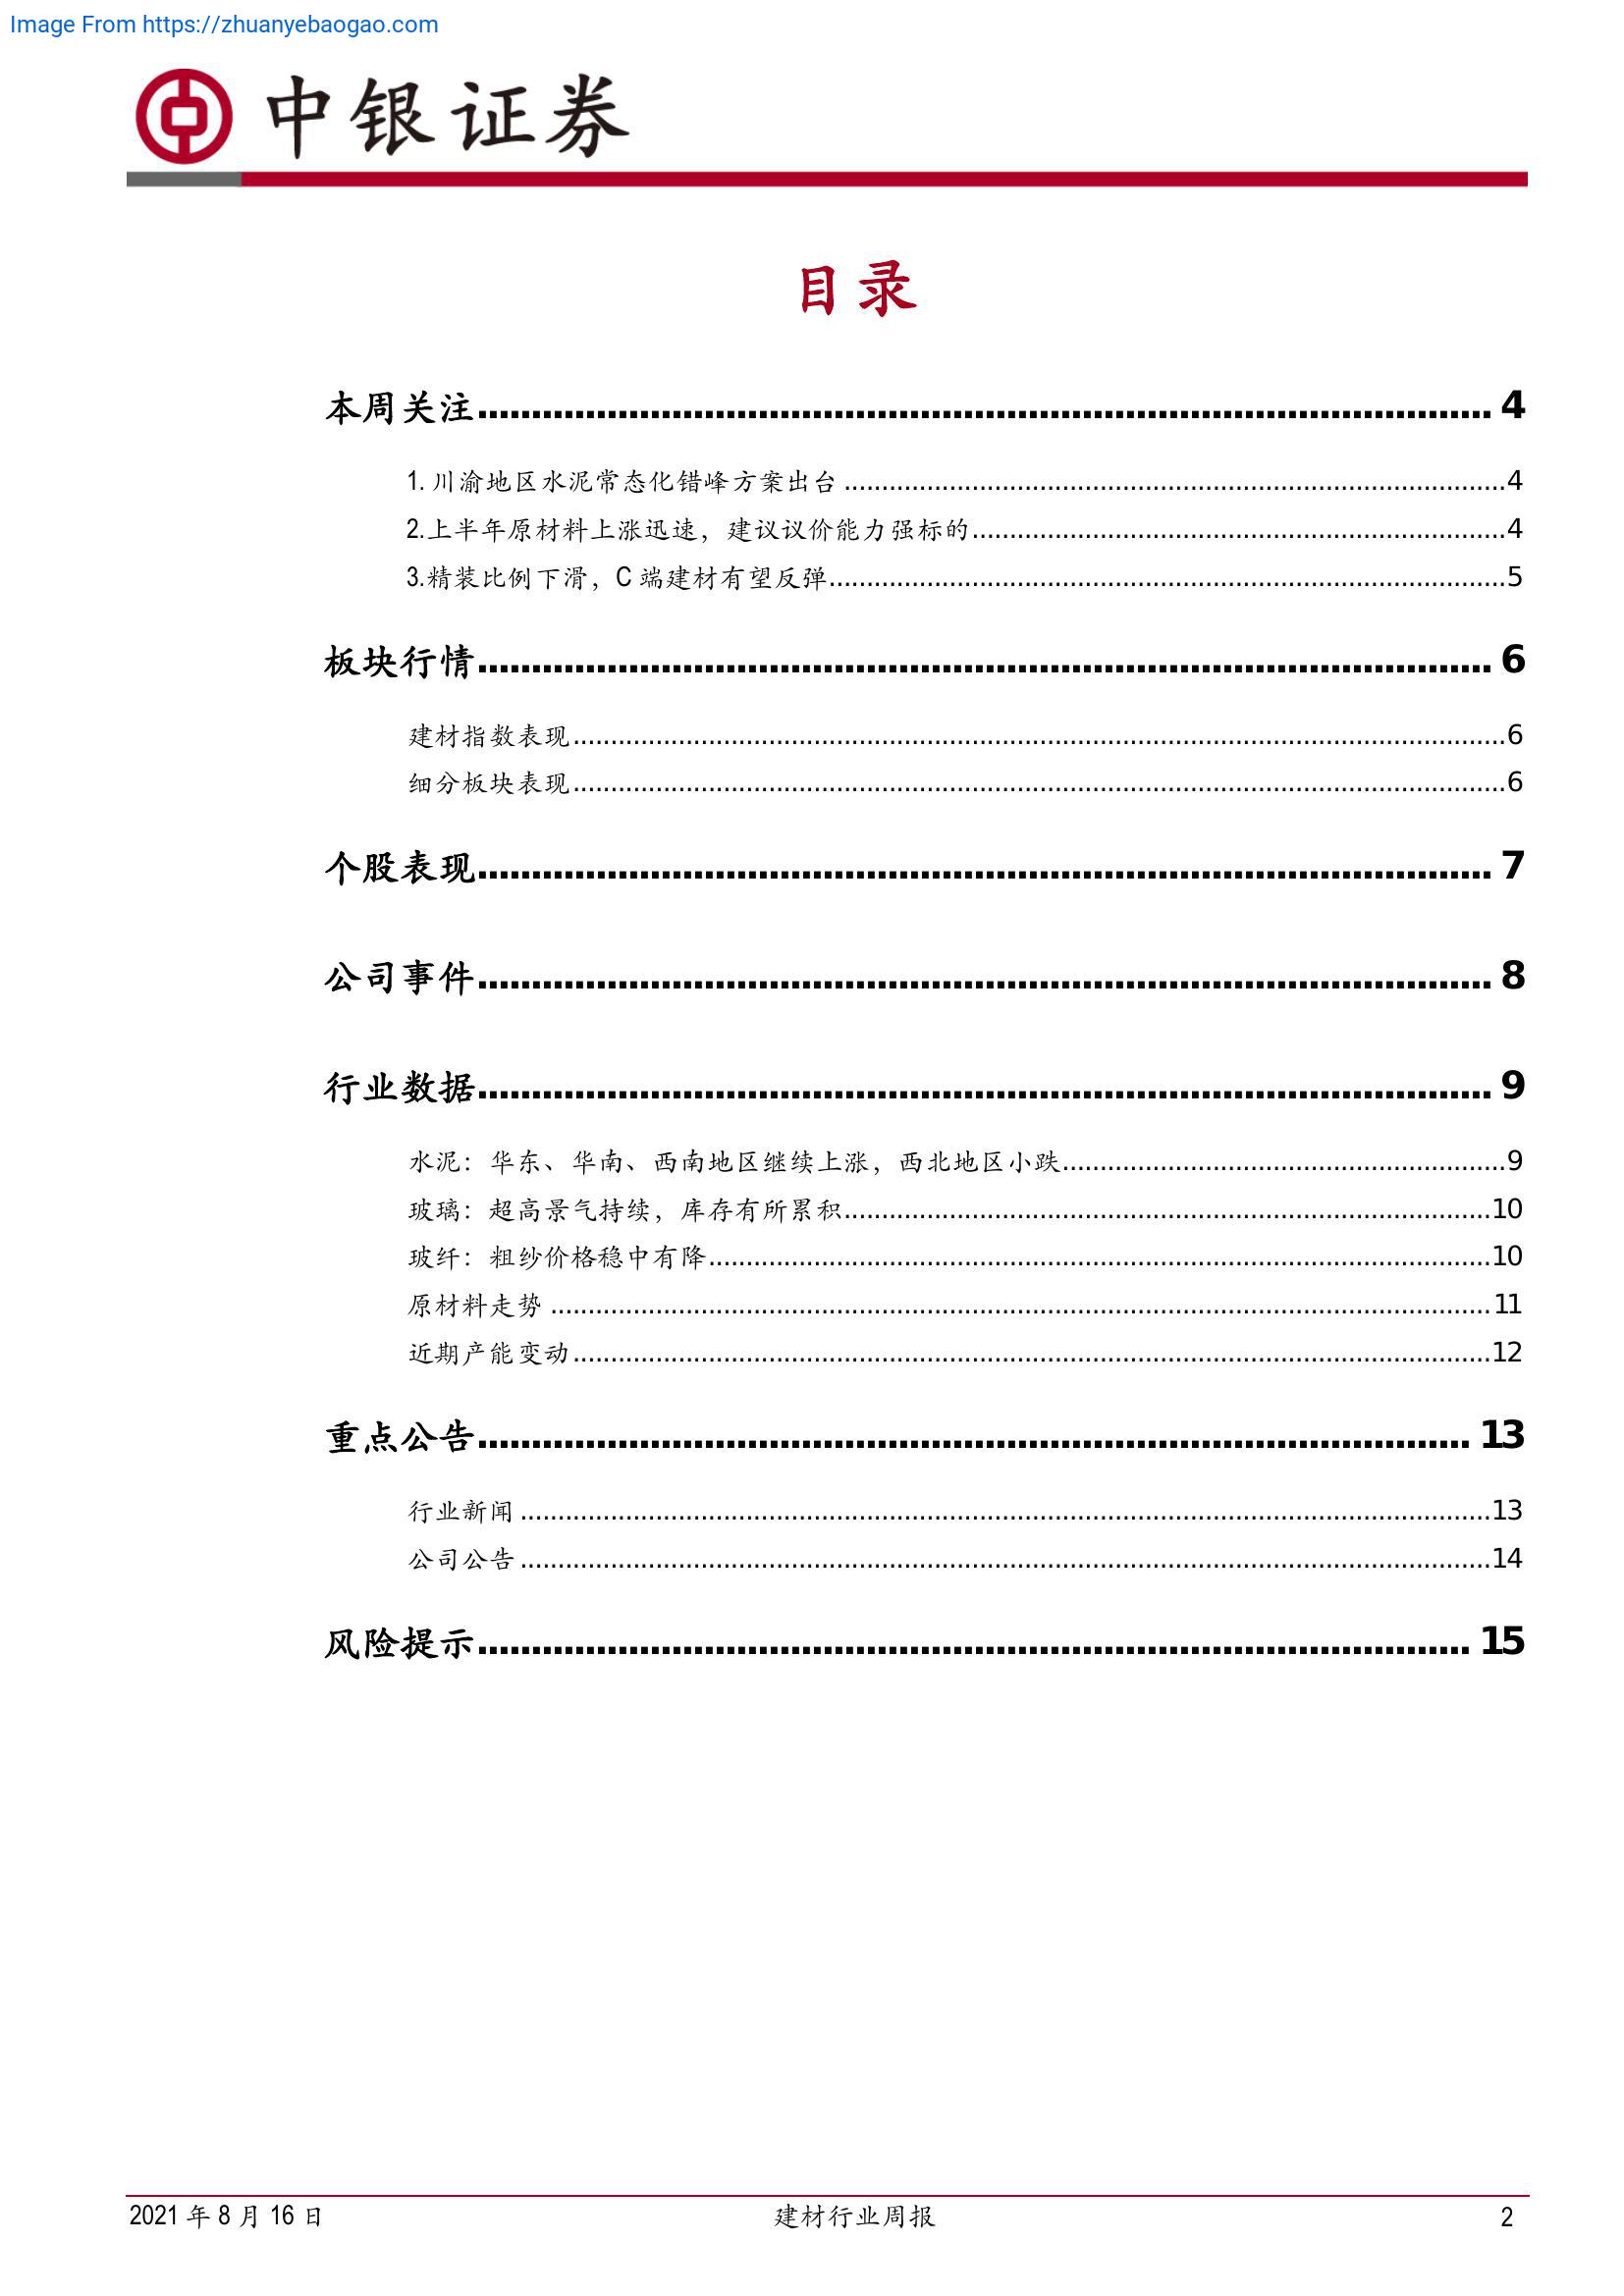 Image From https://zhuanyebaogao.com
中银证券
目录
本周关注 4
1. 川渝地区水泥常态化错峰方案出台 4
2.上半年原材料上涨迅速，建议议价能力强标的 4
3.精装比例下滑，C 端建材有望反弹 5
板块行情 6
建材指数表现 6
细分板块表现 6
个股表现 7
公司事件 8
行业数据 9
水泥：华东、华南、西南地区继续上涨，西北地区小跌 9
玻璃：超高景气持续，库存有所累积 10
玻纤：粗纱价格稳中有降 10
原材料走势 11
近期产能变动 12
重点公告 13
行业新闻 13
公司公告 14
风险提示 15
2021 年 8 月 16 日 建材行业周报 2